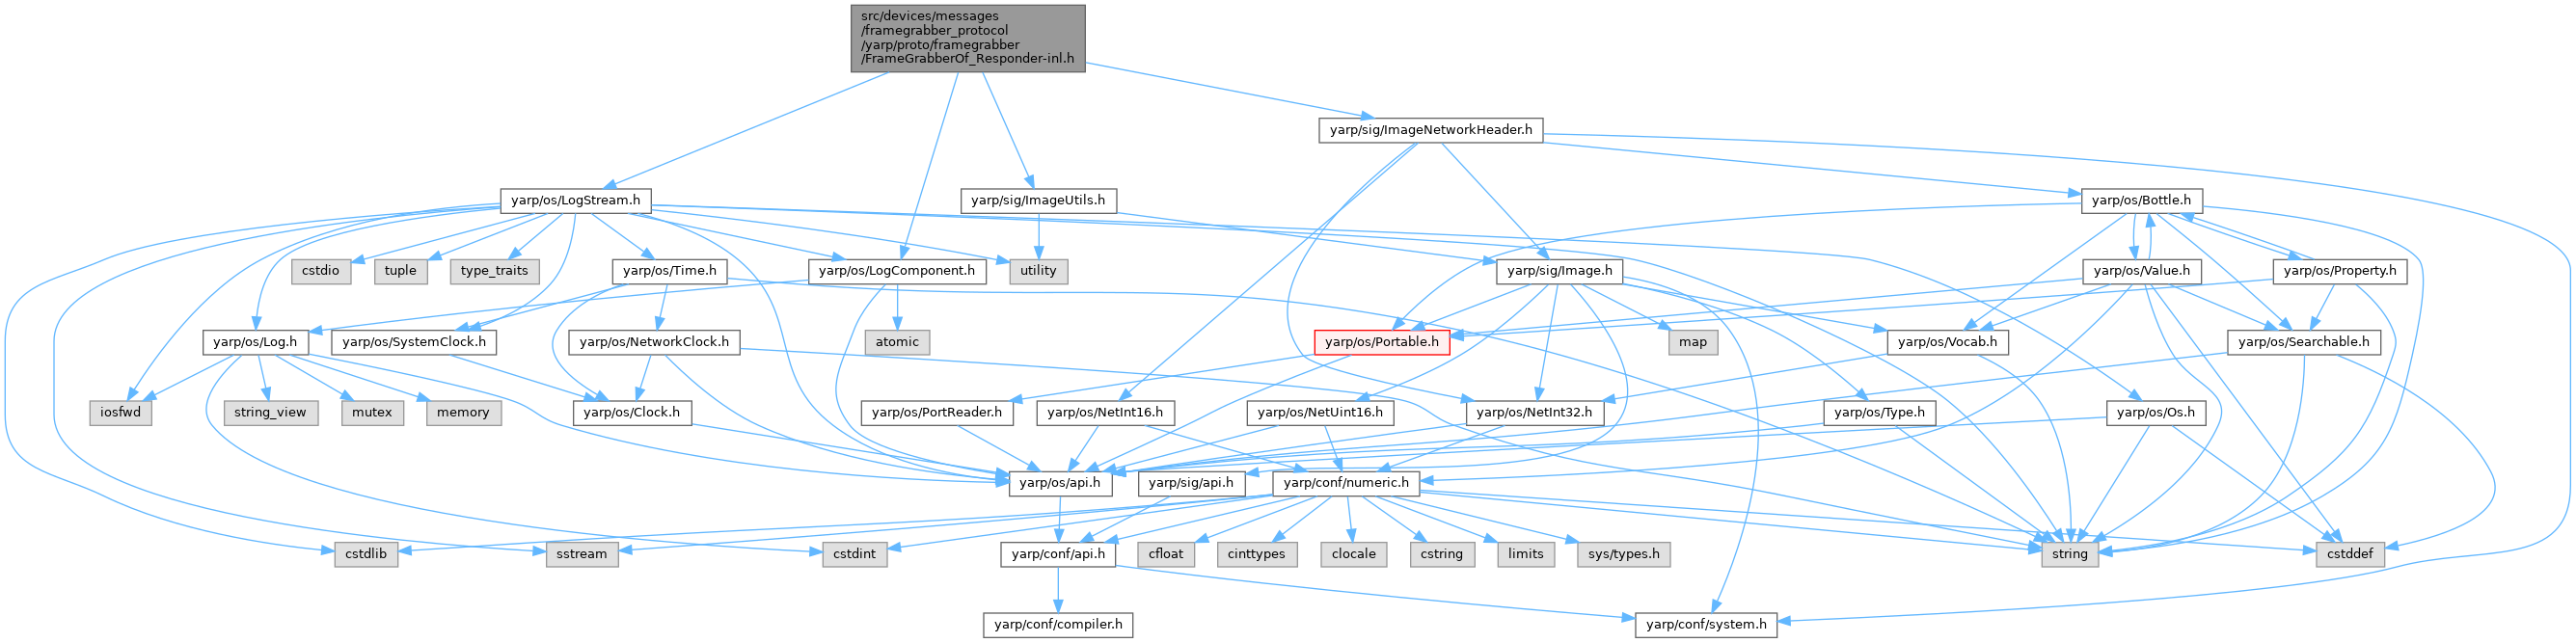 src/devices/messages
/framegrabber_protocol
/yarp/proto/framegrabber
/FrameGrabberOf_Responder-inl.h
yarp/sig/ImageNetworkHeader.h
yarp/os/LogStream.h
yarp/sig/ImageUtils.h
yarp/os/Bottle.h
cstdio
tuple
type_traits
yarp/os/Time.h
yarp/os/LogComponent.h
utility
yarp/sig/Image.h
yarp/os/Value.h
yarp/os/Property.h
yarp/os/Log.h
yarp/os/SystemClock.h
yarp/os/NetworkClock.h
atomic
yarp/os/Portable.h
map
yarp/os/Vocab.h
yarp/os/Searchable.h
iosfwd
string_view
mutex
memory
yarp/os/Clock.h
yarp/os/PortReader.h
yarp/os/NetInt16.h
yarp/os/NetUint16.h
yarp/os/NetInt32.h
yarp/os/Type.h
yarp/os/Os.h
yarp/os/api.h
yarp/sig/api.h
yarp/conf/numeric.h
cstdlib
sstream
cstdint
yarp/conf/api.h
cfloat
cinttypes
clocale
cstring
limits
sys/types.h
string
cstddef
yarp/conf/compiler.h
yarp/conf/system.h